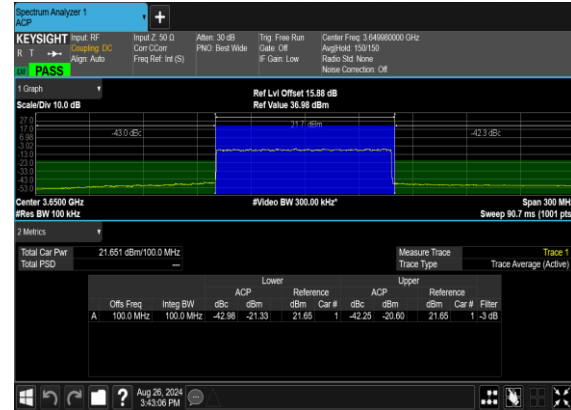 Spectrum Analyzer 1
ACP
+
KEYSIGHT Input: RF Input Z: 50 Ω Atten: 30 dB Trig: Free Run Center Freq: 3.649980000 GHz
R T Coupling: DC Corr CCorr PNO: Best Wide Gate: Off Avg|Hold: 150/150
Align: Auto Freq Ref: Int (S) IF Gain: Low Radio Std: None
PASS Noise Correction: Off
1 Graph Ref Lvl Offset 15.88 dB
Scale/Div 10.0 dB Ref Value 36.98 dBm
27.0
17.0 -43.0 dBc 21.7 dBm -42.3 dBc
6.98
-3.02
-13.0
-23.0
-33.0
-43.0
-53.0
Center 3.6500 GHz #Video BW 300.00 kHz* Span 300 MH
#Res BW 100 kHz Sweep 90.7 ms (1001 pts
2 Metrics
Total Car Pwr 21.651 dBm/100.0 MHz Measure Trace Trace 1
Total PSD --- Trace Type Trace Average (Active)
Lower Upper
ACP Reference ACP Reference
Offs Freq Integ BW dBc dBm dBm Car # dBc dBm dBm Car # Filter
A 100.0 MHz 100.0 MHz -42.98 -21.33 21.65 1 -42.25 -20.60 21.65 1 -3 dB
? Aug 26, 2024
3:43:06 PM